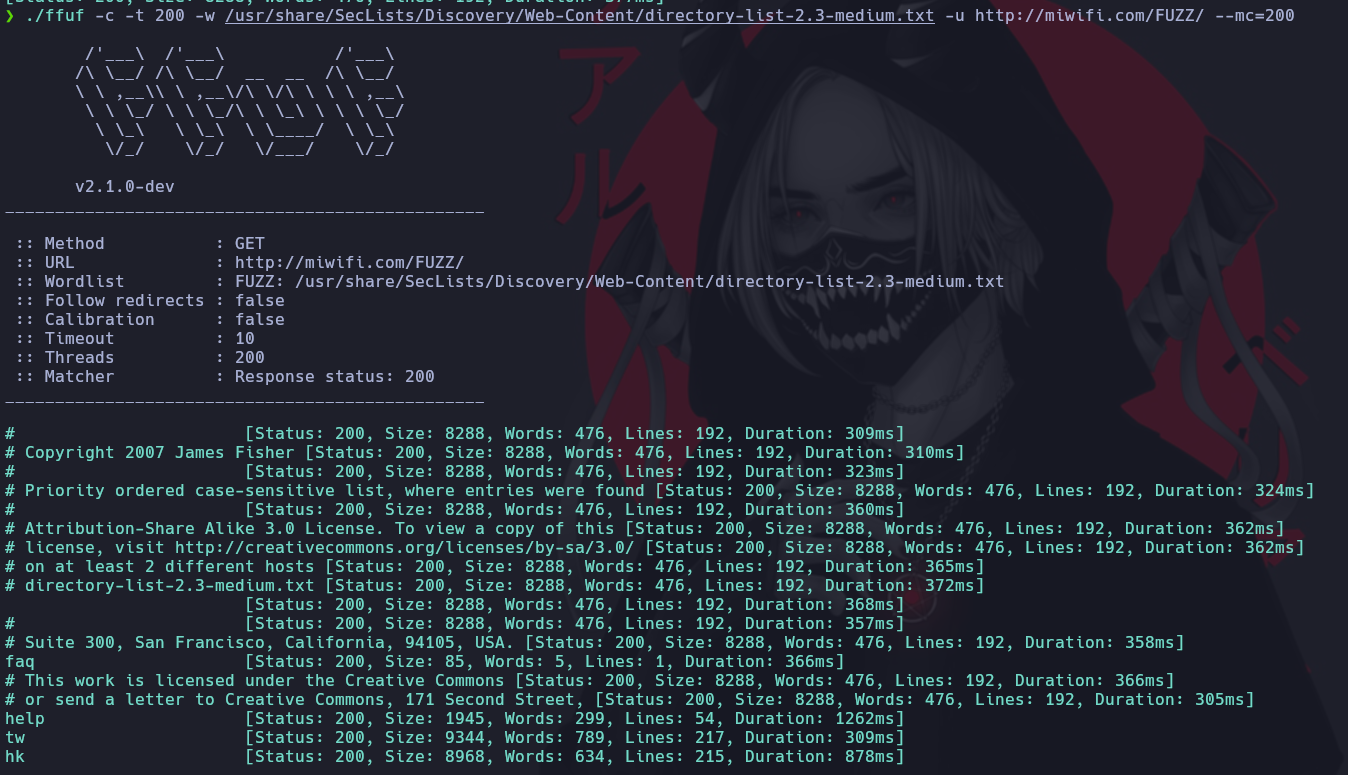 [Status: 200, Size: 8288, Words: 476, Lines: 192, Duration: 377ms]
❯ ./ffuf -c -t 200 -w /usr/share/SecLists/Discovery/Web-Content/directory-list-2.3-medium.txt -u http://miwifi.com/FUZZ/ --mc=200
        /'___\  /'___\           /'___\
       /\ \__/ /\ \__/  __  __  /\ \__/
       \ \ ,__\\ \ ,__\/\ \/\ \ \ \ ,__\
        \ \ \_/ \ \ \_/\ \ \_\ \ \ \ \_/
         \ \_\   \ \_\  \ \____/  \ \_\
          \/_/    \/_/   \/___/    \/_/
v2.1.0-dev
________________________________________________
:: Method : GET
:: URL : http://miwifi.com/FUZZ/
:: Wordlist : FUZZ: /usr/share/SecLists/Discovery/Web-Content/directory-list-2.3-medium.txt
:: Follow redirects : false
:: Calibration : false
:: Timeout : 10
:: Threads : 200
:: Matcher : Response status: 200
________________________________________________
# [Status: 200, Size: 8288, Words: 476, Lines: 192, Duration: 309ms]
# Copyright 2007 James Fisher [Status: 200, Size: 8288, Words: 476, Lines: 192, Duration: 310ms]
# [Status: 200, Size: 8288, Words: 476, Lines: 192, Duration: 323ms]
# Priority ordered case-sensitive list, where entries were found [Status: 200, Size: 8288, Words: 476, Lines: 192, Duration: 324ms]
# [Status: 200, Size: 8288, Words: 476, Lines: 192, Duration: 360ms]
# Attribution-Share Alike 3.0 License. To view a copy of this [Status: 200, Size: 8288, Words: 476, Lines: 192, Duration: 362ms]
# license, visit http://creativecommons.org/licenses/by-sa/3.0/ [Status: 200, Size: 8288, Words: 476, Lines: 192, Duration: 362ms]
# on at least 2 different hosts [Status: 200, Size: 8288, Words: 476, Lines: 192, Duration: 365ms]
# directory-list-2.3-medium.txt [Status: 200, Size: 8288, Words: 476, Lines: 192, Duration: 372ms]
[Status: 200, Size: 8288, Words: 476, Lines: 192, Duration: 368ms]
# [Status: 200, Size: 8288, Words: 476, Lines: 192, Duration: 357ms]
# Suite 300, San Francisco, California, 94105, USA. [Status: 200, Size: 8288, Words: 476, Lines: 192, Duration: 358ms]
faq [Status: 200, Size: 85, Words: 5, Lines: 1, Duration: 366ms]
# This work is licensed under the Creative Commons [Status: 200, Size: 8288, Words: 476, Lines: 192, Duration: 366ms]
# or send a letter to Creative Commons, 171 Second Street, [Status: 200, Size: 8288, Words: 476, Lines: 192, Duration: 305ms]
help [Status: 200, Size: 1945, Words: 299, Lines: 54, Duration: 1262ms]
tw [Status: 200, Size: 9344, Words: 789, Lines: 217, Duration: 309ms]
hk [Status: 200, Size: 8968, Words: 634, Lines: 215, Duration: 878ms]
アル